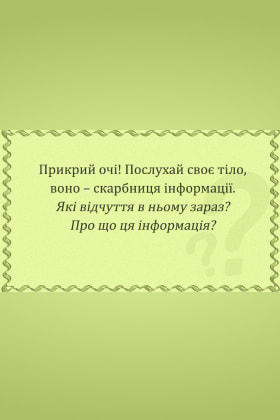 Прикрий очі! Послухай своє тіло,
воно – скарбниця інформації.
Які відчуття в ньому зараз?
Про що ця інформація?